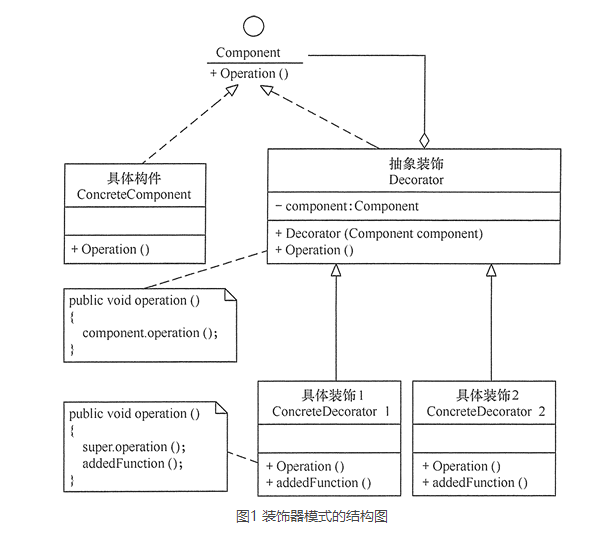 Component
+ Operation ()
具体构件
ConcreteComponent
+ Operation ()
抽象装饰
Decorator
− component: Component
+ Decorator (Component component)
+ Operation ()
public void operation ()
{
component.operation ();
}
具体装饰1
ConcreteDecorator 1
+ Operation ()
+ addedFunction ()
具体装饰2
ConcreteDecorator 2
+ Operation ()
+ addedFunction ()
public void operation ()
{
super.operation ();
addedFunction ();
}
图1 装饰器模式的结构图